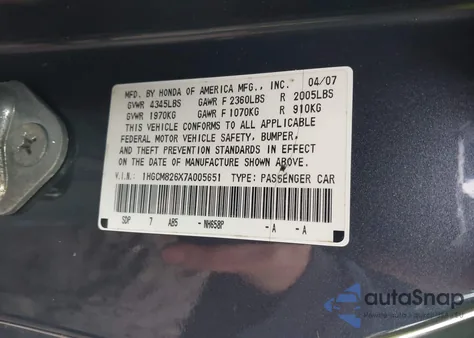 MFD. BY HONDA OF AMERICA MFG., INC. 04/07
GVWR 4345LBS GAWR F 2360LBS R 2005LBS
GVWR 1970KG GAWR F 1070KG R 910KG
THIS VEHICLE CONFORMS TO ALL APPLICABLE
FEDERAL MOTOR VEHICLE SAFETY, BUMPER,
AND THEFT PREVENTION STANDARDS IN EFFECT
ON THE DATE OF MANUFACTURE SHOWN ABOVE.
V.I.N. 1HGCM826X7A005651 TYPE: PASSENGER CAR
SDP 7 AB5 -NH658P -A -A
autoSnap